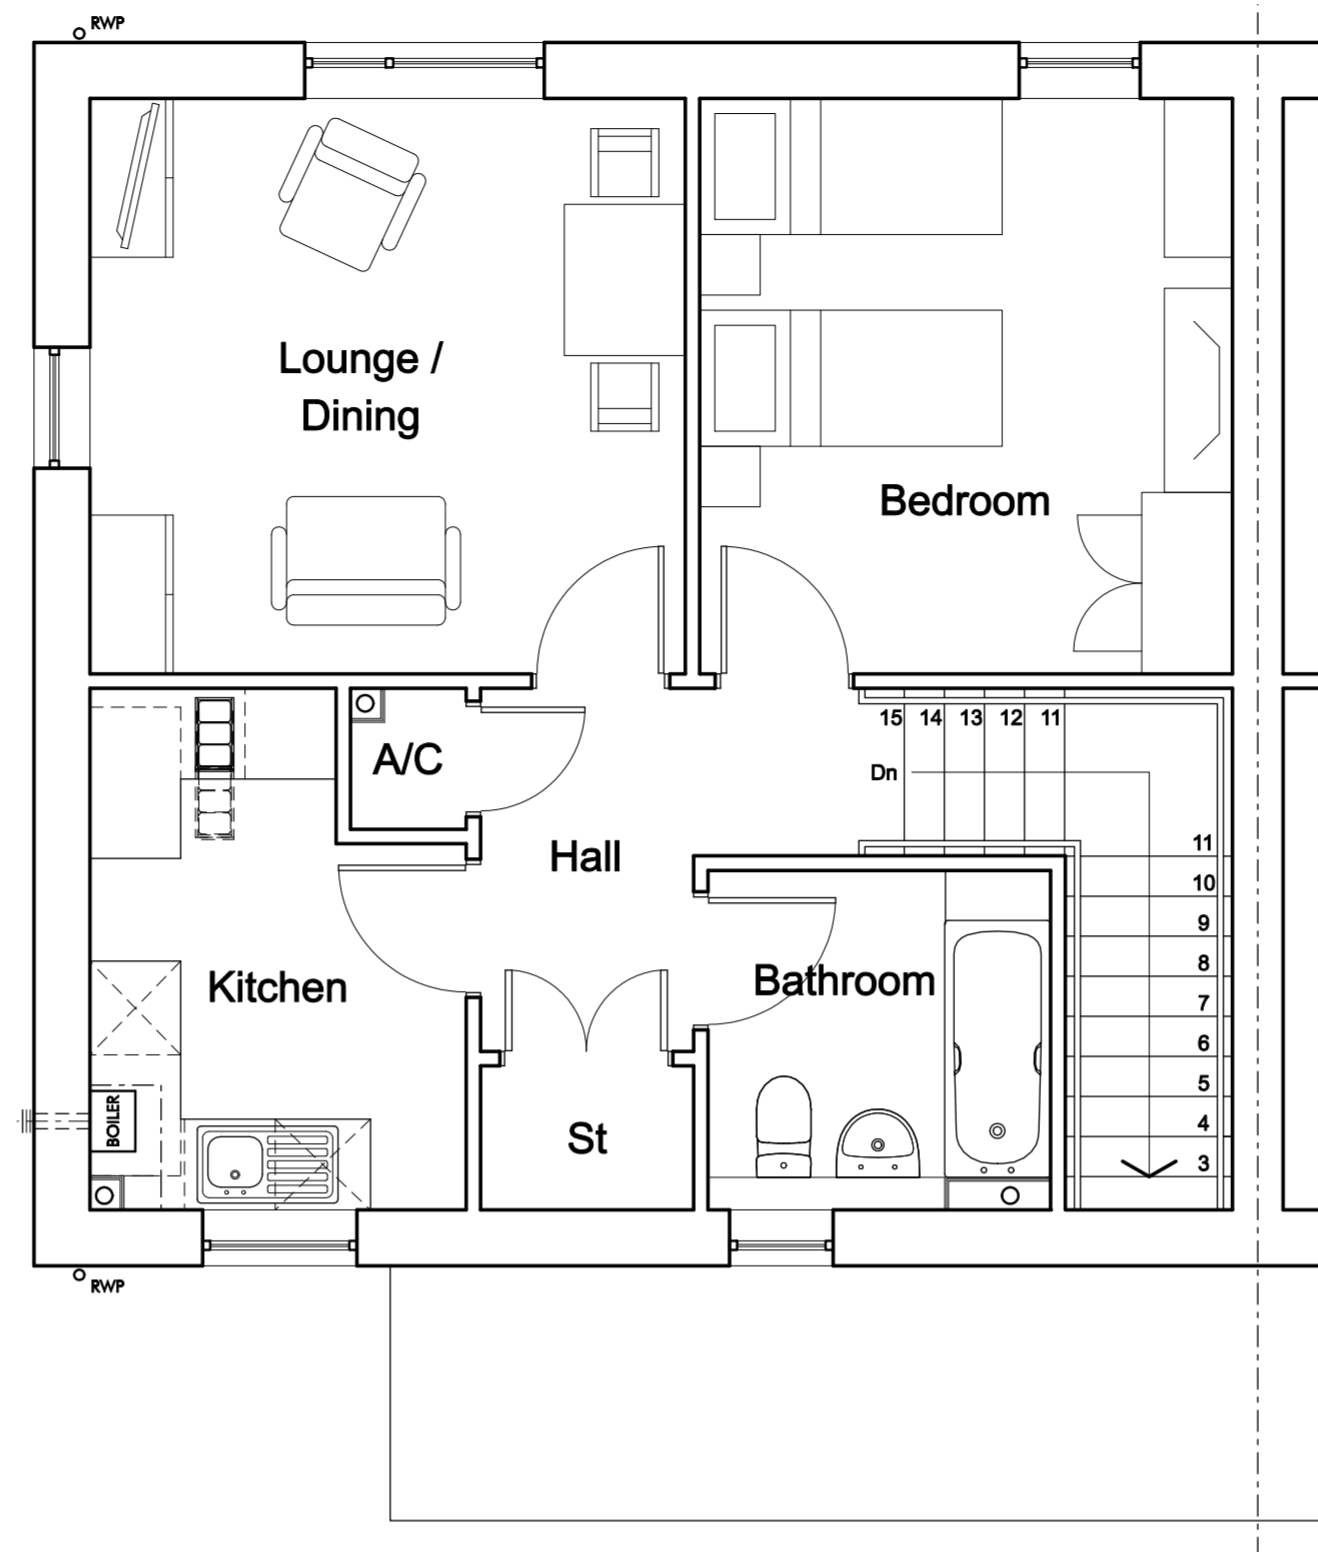 RWP
Lounge /
Dining
Bedroom
15 14 13 12 11
A/C
Dn
Hall
11
10
9
8
7
6
5
4
3
Kitchen
Bathroom
BOILER
St
RWP